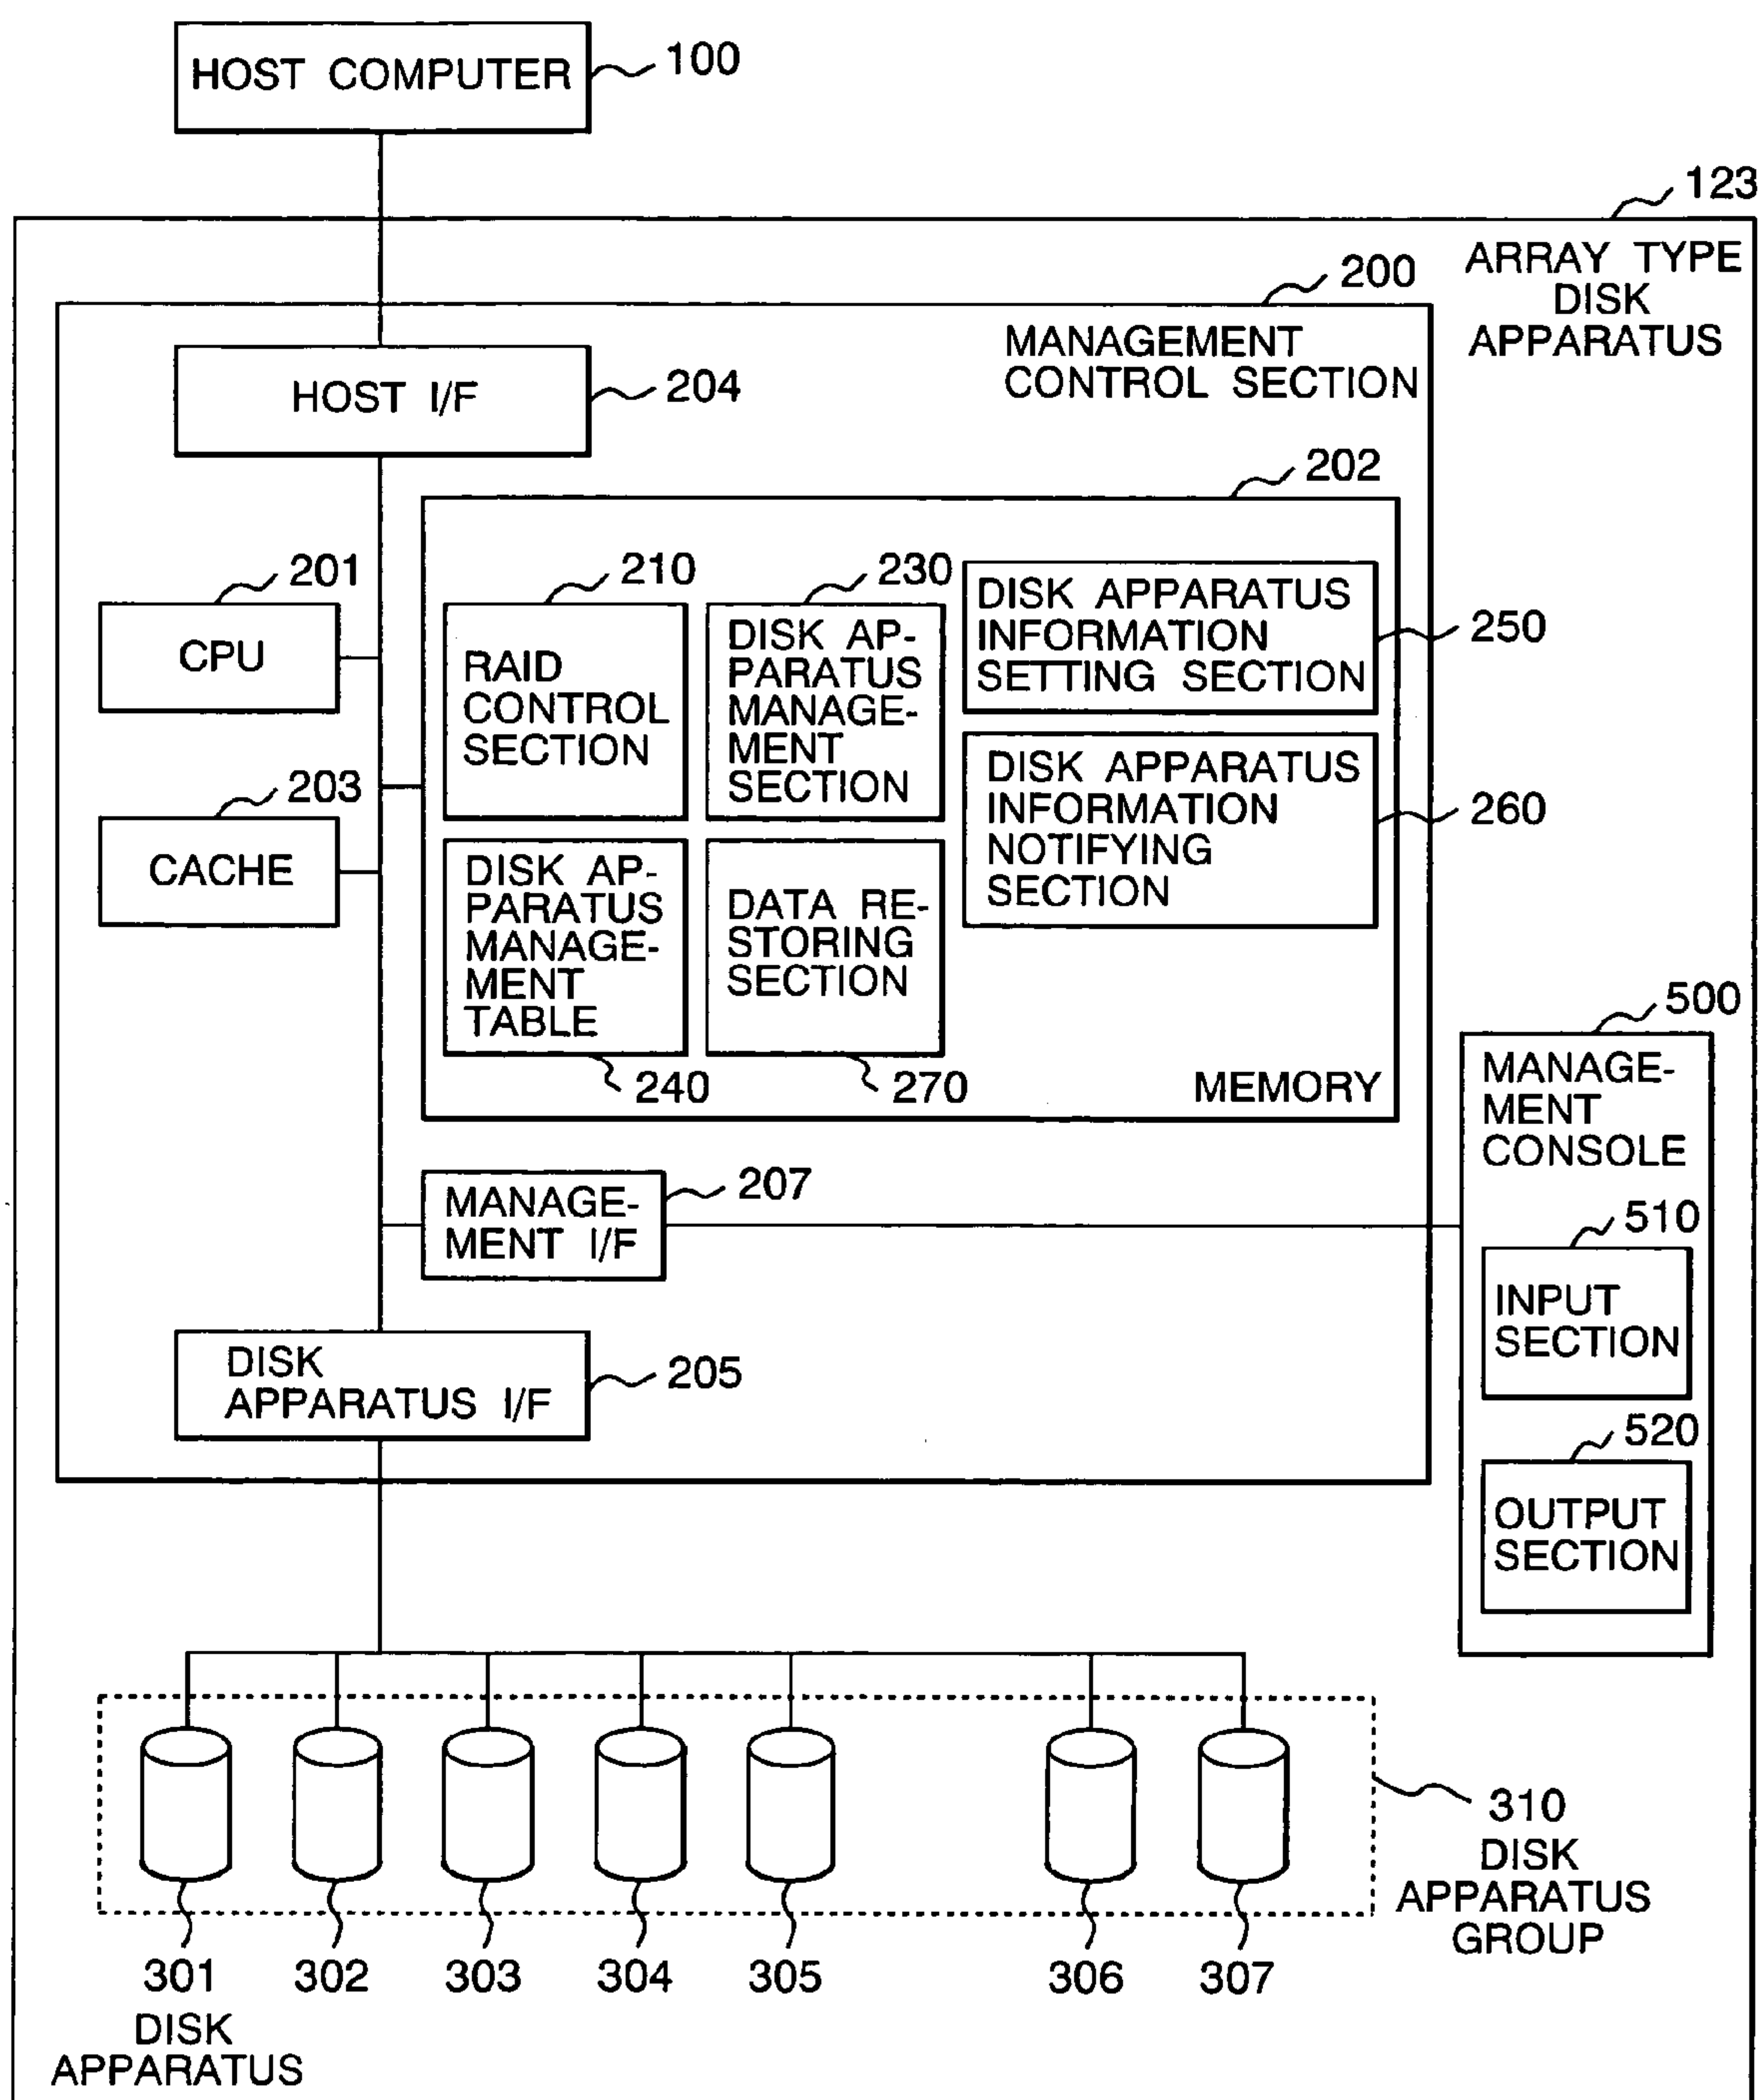 HOST COMPUTER
100
123
ARRAY TYPE
DISK
APPARATUS
200
MANAGEMENT
CONTROL SECTION
HOST I/F
204
202
201
CPU
210
RAID
CONTROL
SECTION
230
DISK AP-
PARATUS
MANAGE-
MENT
SECTION
DISK APPARATUS
INFORMATION
SETTING SECTION
250
203
CACHE
DISK APPARATUS
INFORMATION
NOTIFYING
SECTION
260
DISK AP-
PARATUS
MANAGE-
MENT
TABLE
240
DATA RE-
STORING
SECTION
270
MEMORY
500
MANAGE-
MENT
CONSOLE
MANAGE-
MENT I/F
207
510
INPUT
SECTION
DISK
APPARATUS I/F
205
520
OUTPUT
SECTION
310
DISK
APPARATUS
GROUP
301
302
303
304
305
306
307
DISK
APPARATUS